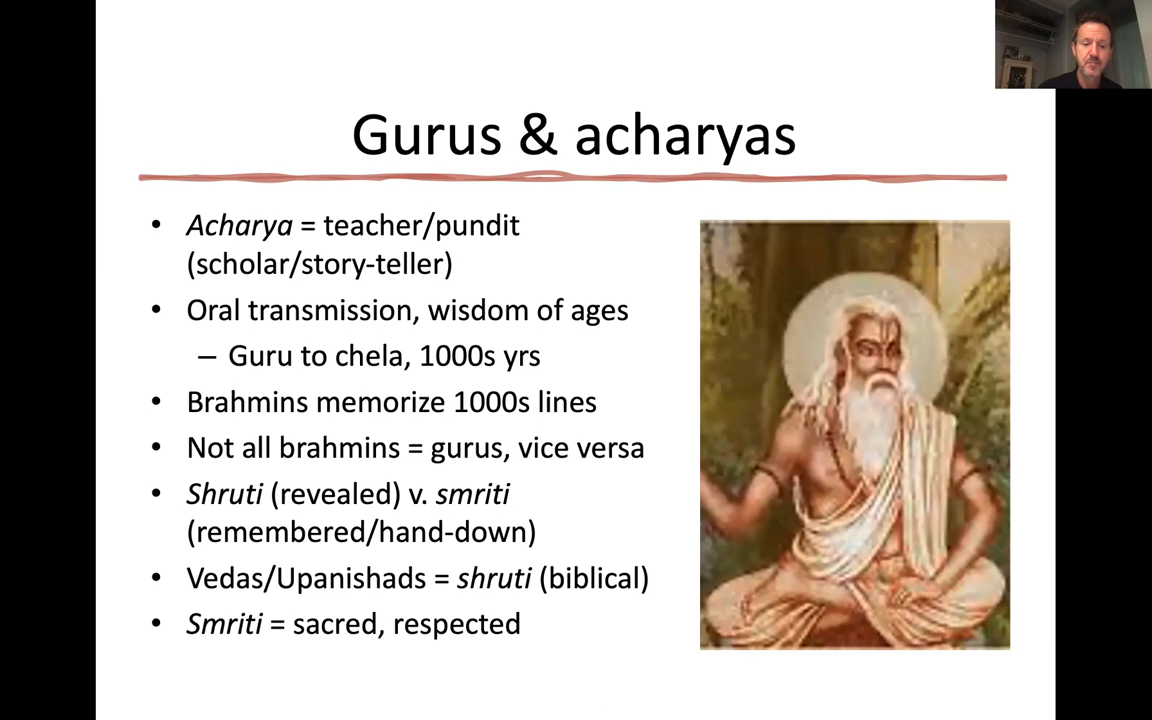 Gurus & acharyas
• Acharya = teacher/pundit
(scholar/story-teller)
• Oral transmission, wisdom of ages
– Guru to chela, 1000s yrs
• Brahmins memorize 1000s lines
• Not all brahmins = gurus, vice versa
• Shruti (revealed) v. smriti
(remembered/hand-down)
• Vedas/Upanishads = shruti (biblical)
• Smriti = sacred, respected